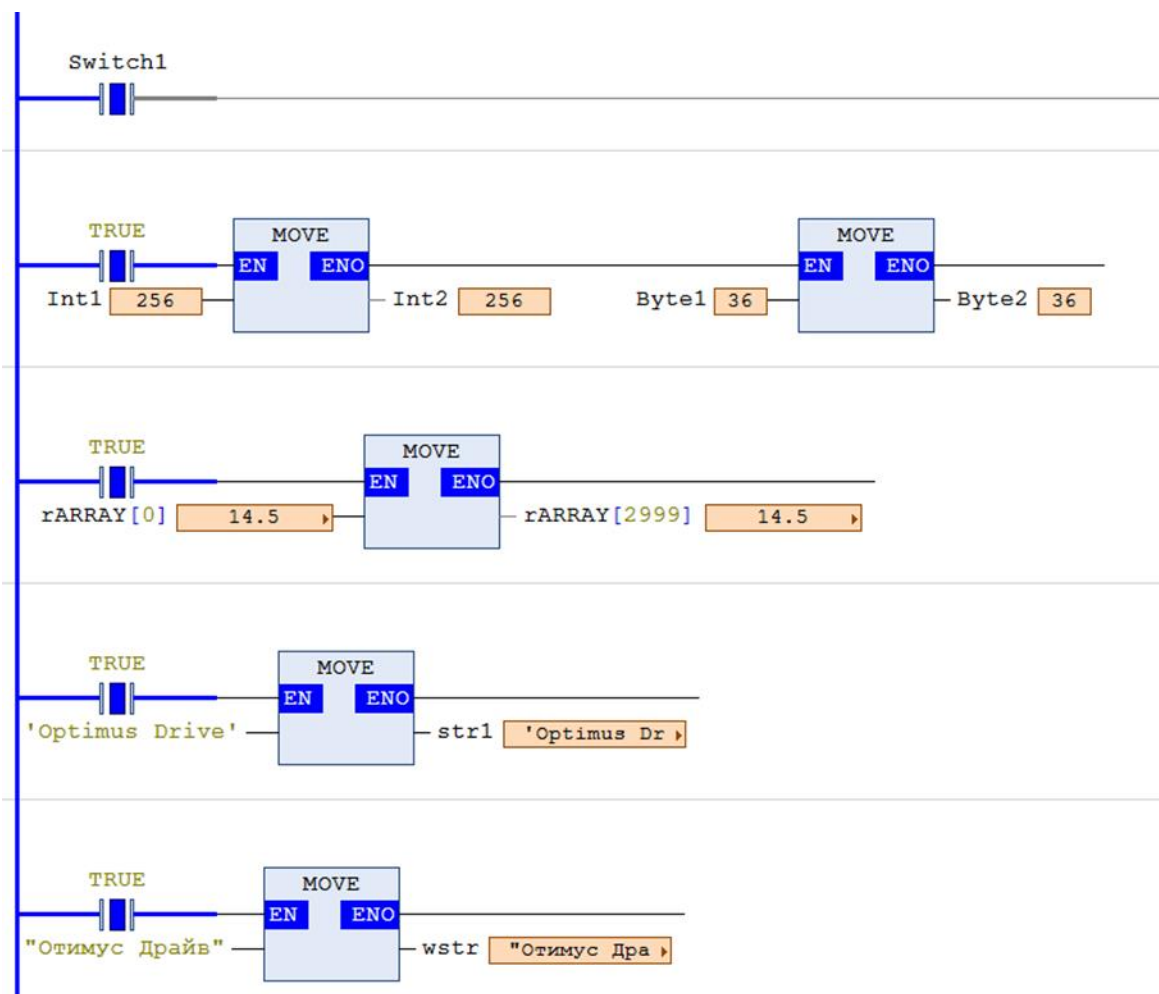 Switch1
TRUE MOVE MOVE
EN ENO EN ENO
Int1 256 Int2 256 Byte1 36 Byte2 36
TRUE MOVE
EN ENO
rARRAY[0] 14.5 rARRAY[2999] 14.5
TRUE MOVE
EN ENO
'Optimus Drive' str1 'Optimus Dr
TRUE MOVE
EN ENO
"Отимус Драйв" wstr "Отимус Дра